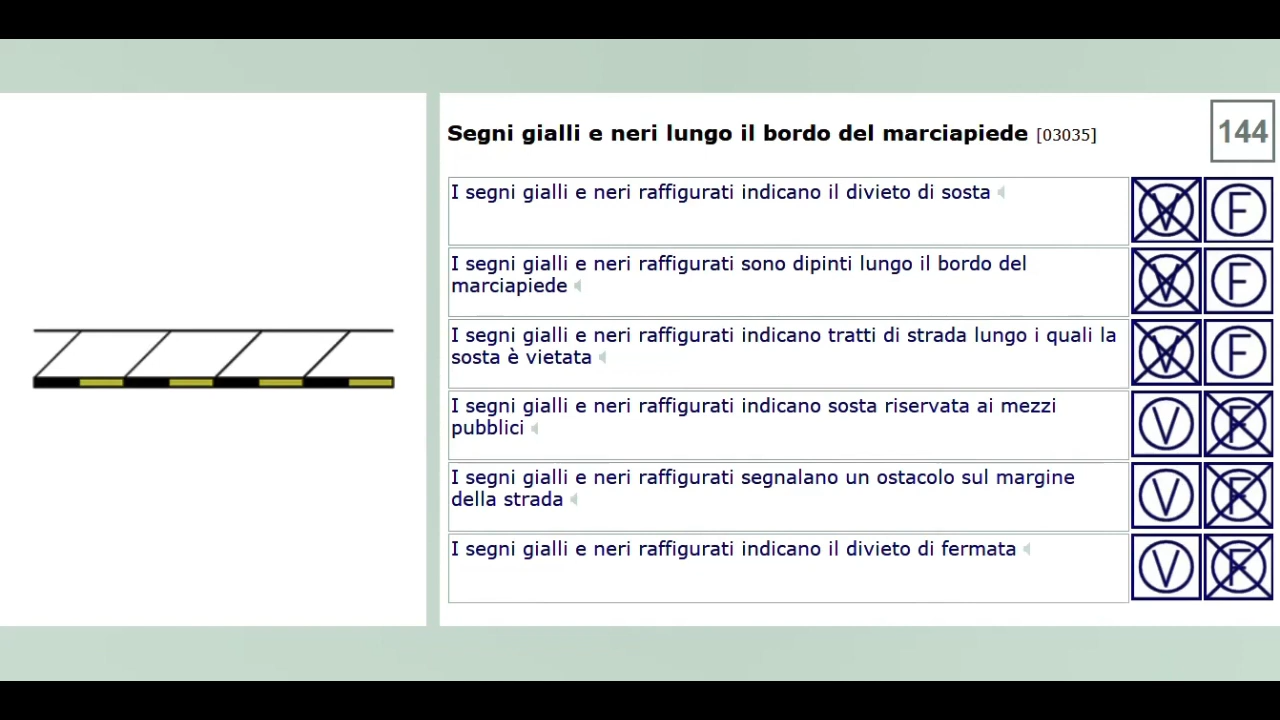 Segni gialli e neri lungo il bordo del marciapiede [03035]
144
I segni gialli e neri raffigurati indicano il divieto di sosta
V F
I segni gialli e neri raffigurati sono dipinti lungo il bordo del
marciapiede
V F
I segni gialli e neri raffigurati indicano tratti di strada lungo i quali la
sosta è vietata
V F
I segni gialli e neri raffigurati indicano sosta riservata ai mezzi
pubblici
V F
I segni gialli e neri raffigurati segnalano un ostacolo sul margine
della strada
V F
I segni gialli e neri raffigurati indicano il divieto di fermata
V F